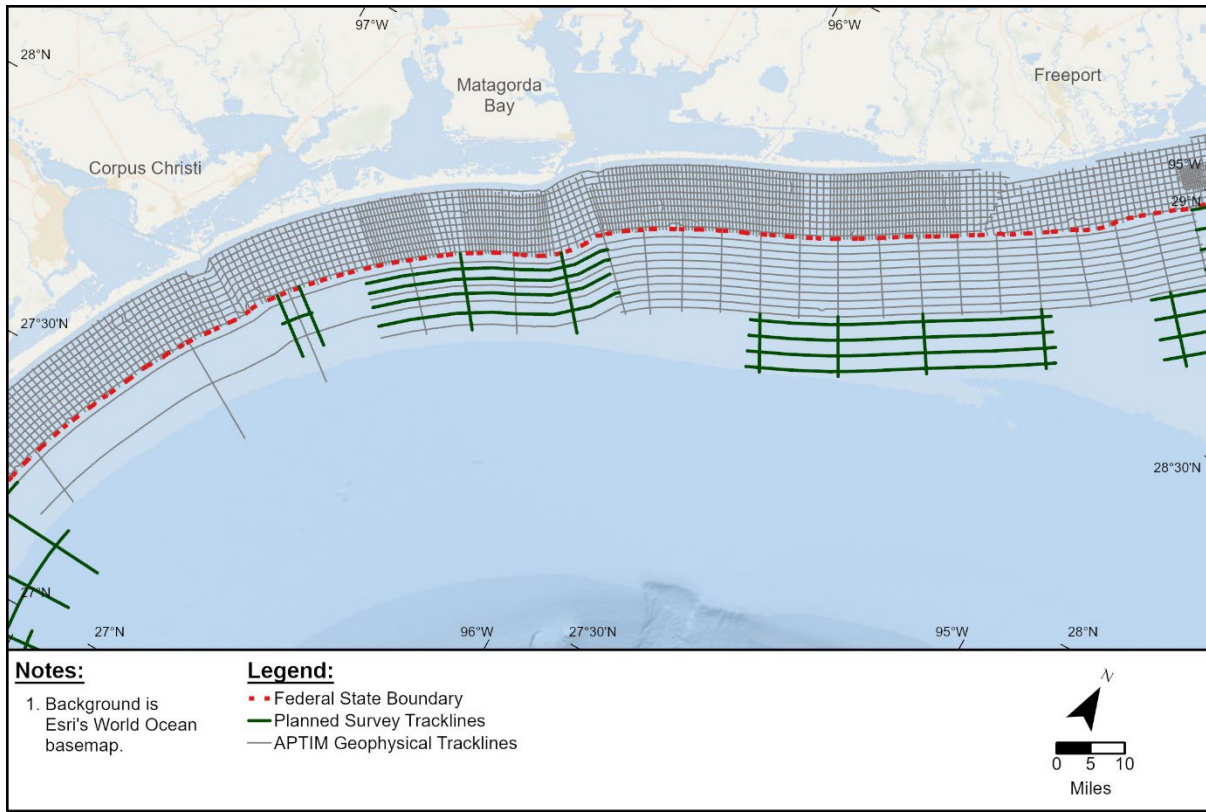 97°W
96°W
28°N
Matagorda
Bay
Freeport
Corpus Christi
95°W
29°N
27°30'N
28°30'N
27°N
27°N
96°W
27°30'N
95°W
28°N
Notes:
1. Background is
Esri's World Ocean
basemap.
Legend:
Federal State Boundary
Planned Survey Tracklines
APTIM Geophysical Tracklines
N
0 5 10
Miles